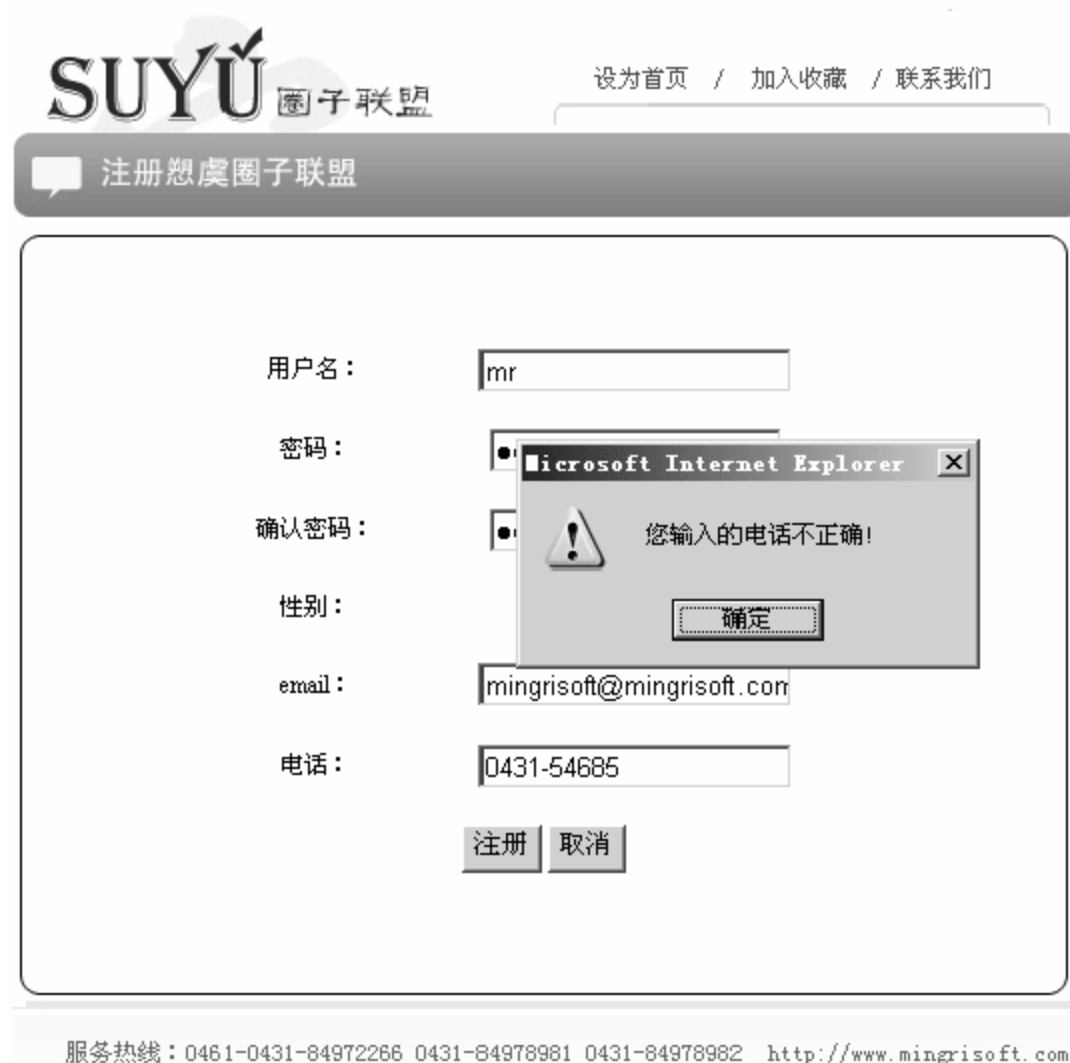 SUYU 圈子联盟
设为首页 / 加入收藏 / 联系我们
注册愬虞圈子联盟
用户名：
mr
密码：
Microsoft Internet Explorer
确认密码：
您输入的电话不正确!
性别：
确定
email：
mingrisoft@mingrisoft.com
电话：
0431-54685
注册 取消
服务热线：0461-0431-84972266 0431-84978981 0431-84978982 http://www.mingrisoft.com